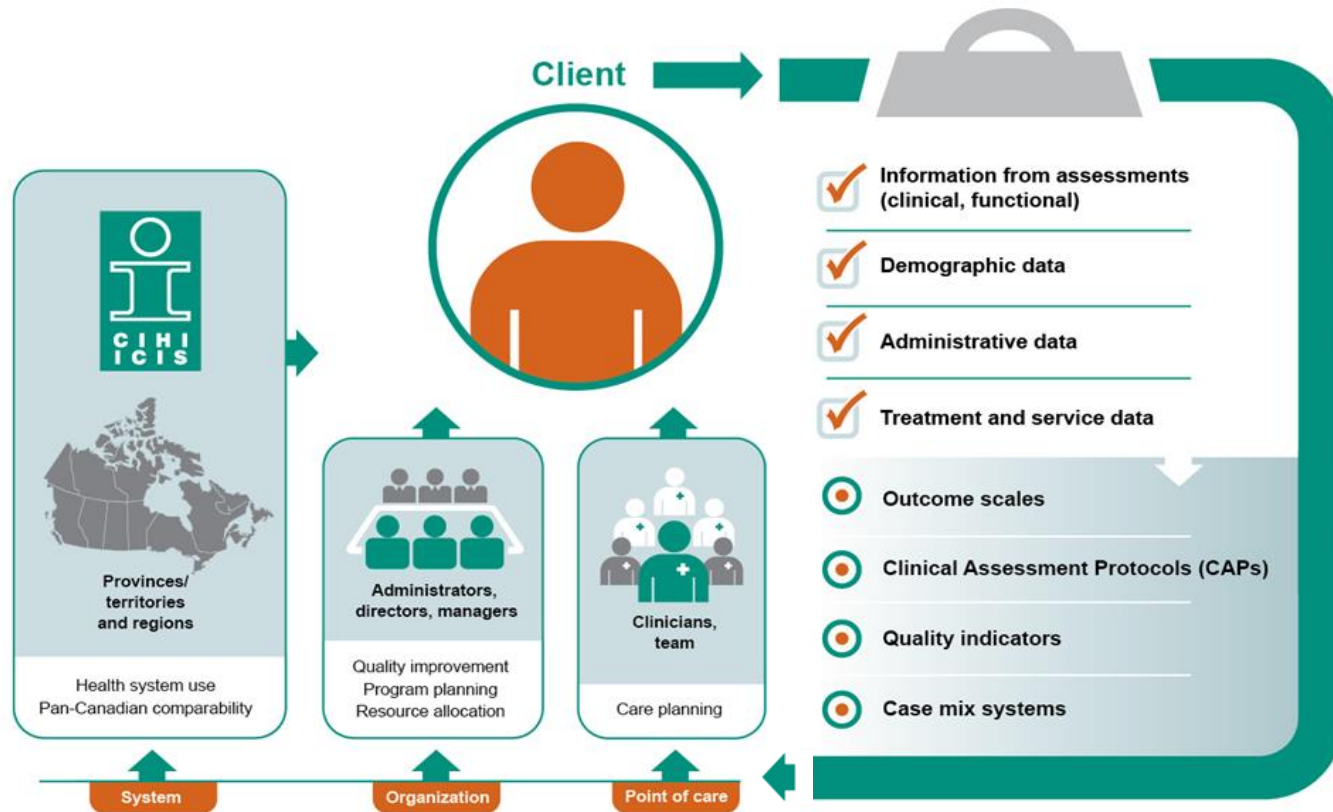 Client
Information from assessments
(clinical, functional)
Demographic data
Administrative data
Treatment and service data
Outcome scales
Clinical Assessment Protocols (CAPs)
Quality indicators
Case mix systems
CIHI
ICIS
Provinces/
territories
and regions
Health system use
Pan-Canadian comparability
System
Administrators,
directors, managers
Quality improvement
Program planning
Resource allocation
Organization
Clinicians,
team
Care planning
Point of care